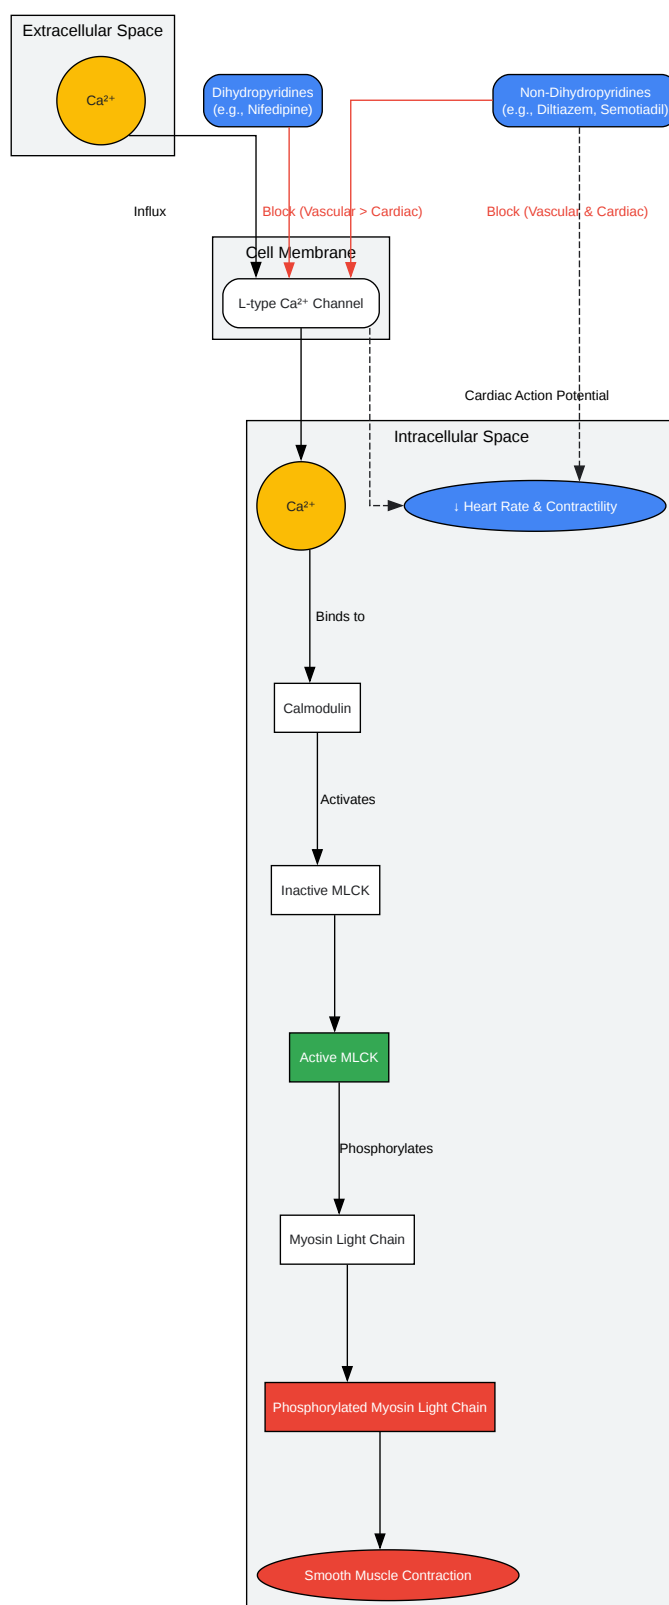 Extracellular Space
Ca²⁺
Dihydropyridines
(e.g., Nifedipine)
Non-Dihydropyridines
(e.g., Diltiazem, Semotiadil)
Influx
Block (Vascular > Cardiac)
Block (Vascular & Cardiac)
Cell Membrane
L-type Ca²⁺ Channel
Cardiac Action Potential
Intracellular Space
Ca²⁺
↓ Heart Rate & Contractility
Binds to
Calmodulin
Activates
Inactive MLCK
Active MLCK
Phosphorylates
Myosin Light Chain
Phosphorylated Myosin Light Chain
Smooth Muscle Contraction